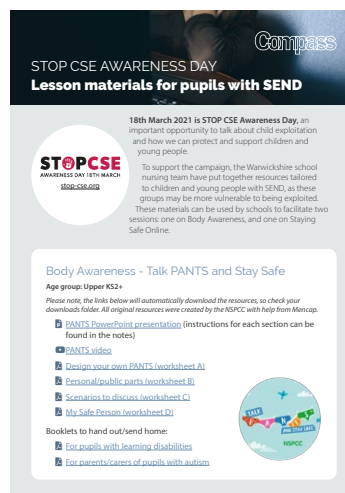 Compass
STOP CSE AWARENESS DAY
Lesson materials for pupils with SEND
18th March 2021 is STOP CSE Awareness Day, an
important opportunity to talk about child exploitation
and how we can protect and support children and
young people.
STOPCSE
AWARENESS DAY 18TH MARCH
stop-cse.org
To support the campaign, the Warwickshire school
nursing team have put together resources tailored
to children and young people with SEND, as these
groups may be more vulnerable to being exploited.
These materials can be used by schools to facilitate two
sessions: one on Body Awareness, and one on Staying
Safe Online.
Body Awareness - Talk PANTS and Stay Safe
Age group: Upper KS2+
Please note, the links below will automatically download the resources, so check your
downloads folder. All original resources were created by the NSPCC with help from Mencap.
PANTS PowerPoint presentation (instructions for each section can be
found in the notes)
PANTS video
Design your own PANTS (worksheet A)
Personal/public parts (worksheet B)
Scenarios to discuss (worksheet C)
My Safe Person (worksheet D)
TALK
PANTS
AND STAY SAFE
NSPCC
Booklets to hand out/send home:
For pupils with learning disabilities
For parents/carers of pupils with autism